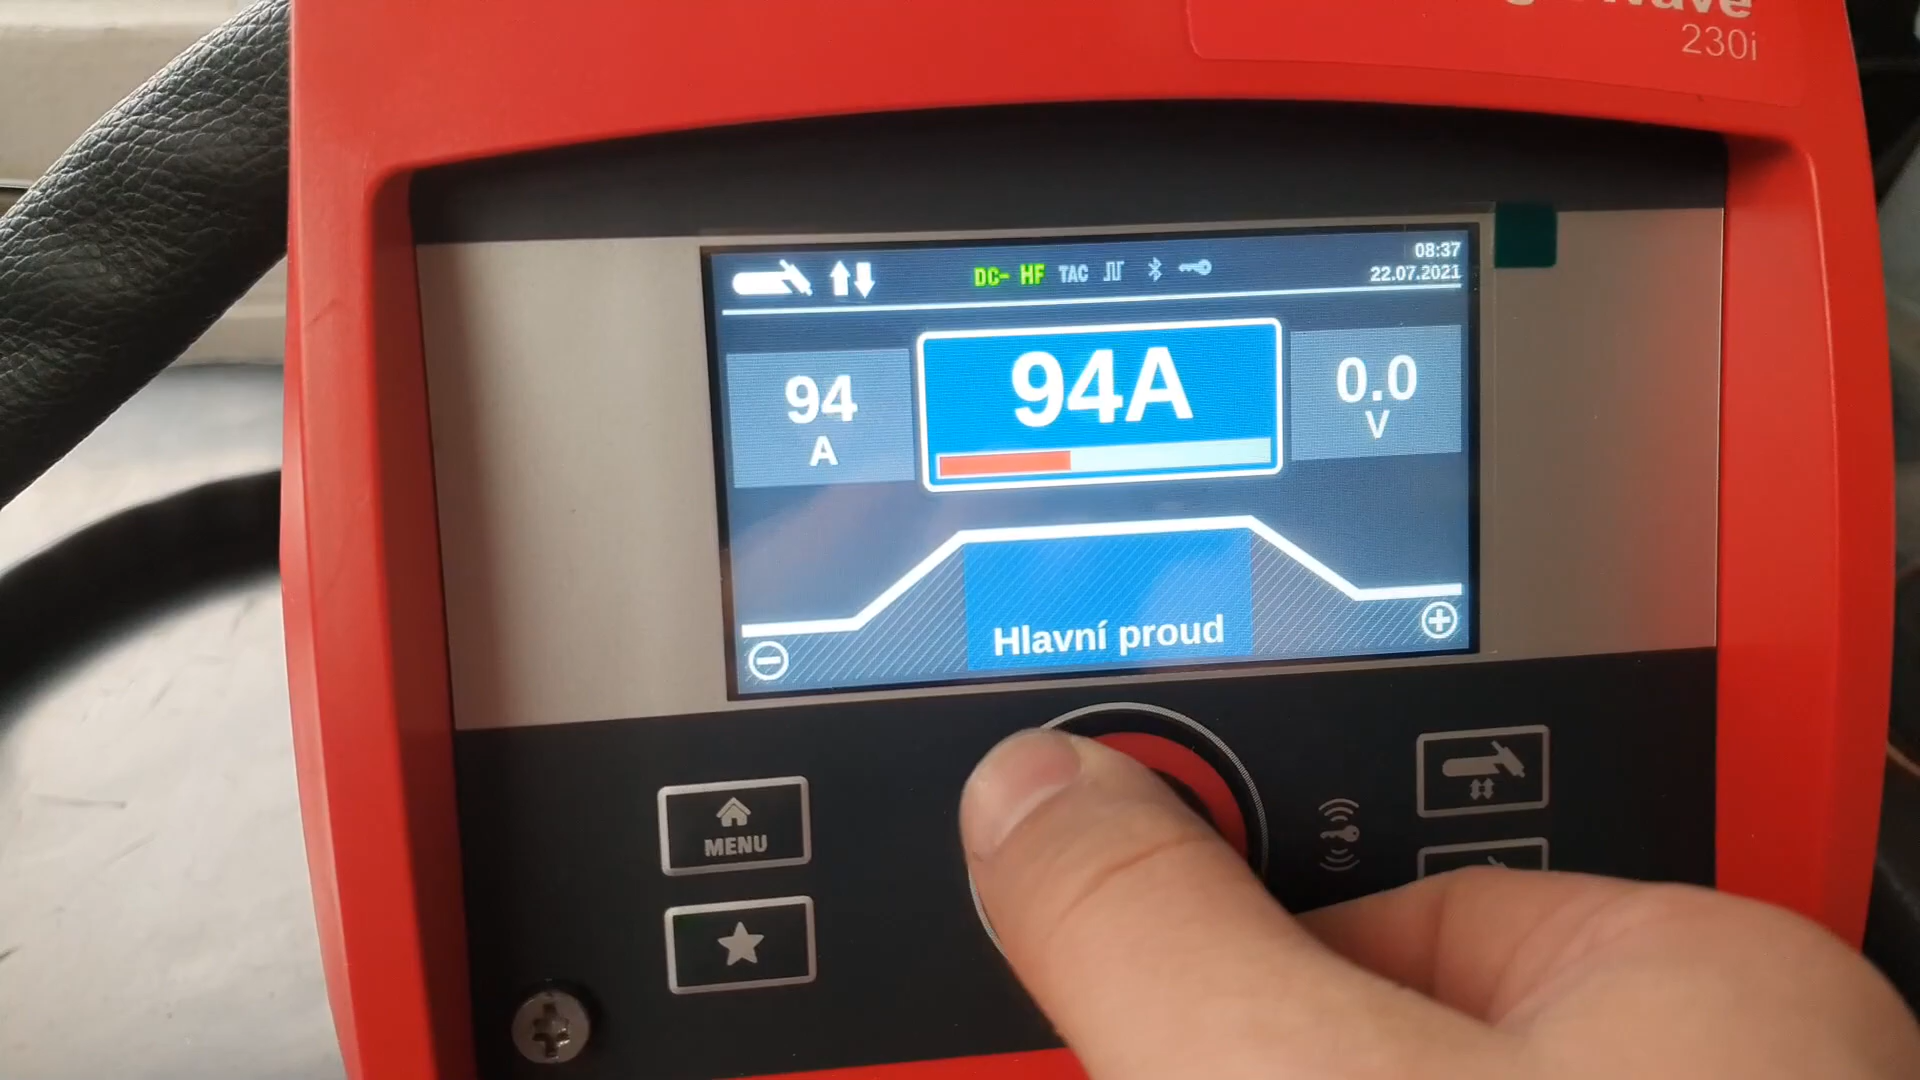 230i
DC- HF TAC
08:37
22.07.2021
94
A
94A
0.0
V
Hlavní proud
MENU